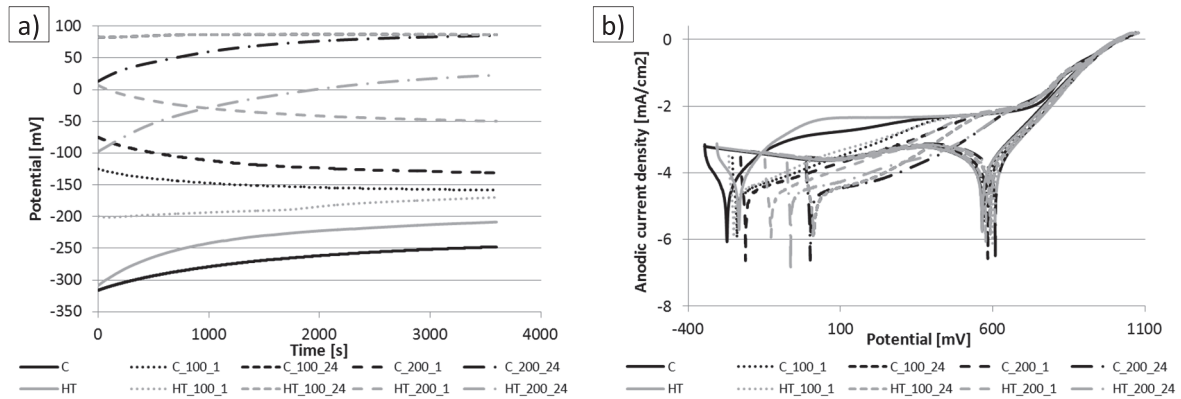 a)
100
50
0
-50
-100
-150
-200
-250
-300
-350
Potential [mV]
0 1000 2000 3000 4000
Time [s]
C C_100_1 C_100_24 C_200_1 C_200_24
HT HT_100_1 HT_100_24 HT_200_1 HT_200_24
b)
0
-2
-4
-6
-8
Anodic current density [mA/cm2]
-400 100 600 1100
Potential [mV]
C C_100_1 C_100_24 C_200_1 C_200_24
HT HT_100_1 HT_100_24 HT_200_1 HT_200_24